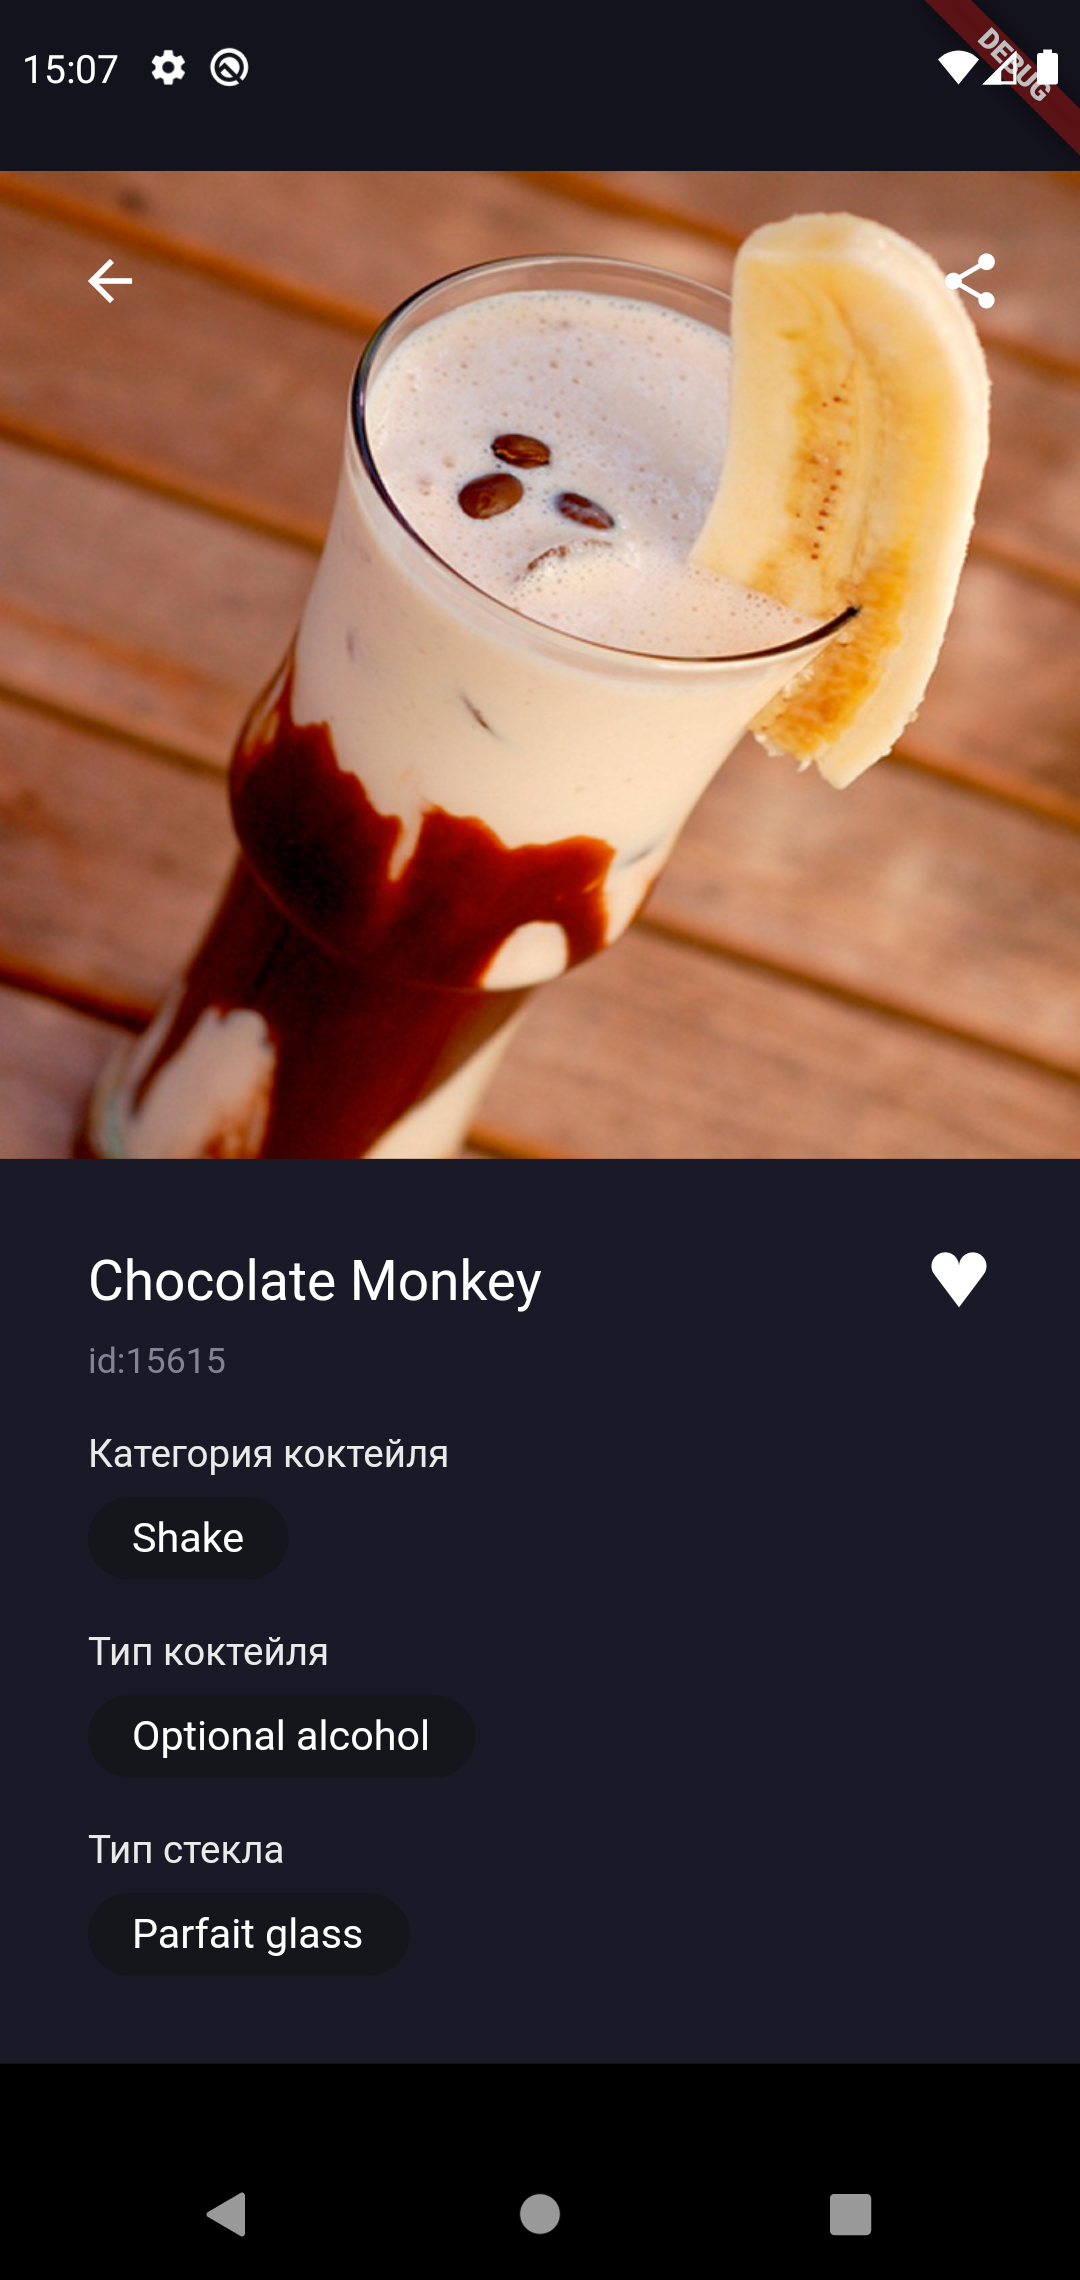 15:07
DEBUG
Chocolate Monkey
id:15615
Категория коктейля
Shake
Тип коктейля
Optional alcohol
Тип стекла
Parfait glass